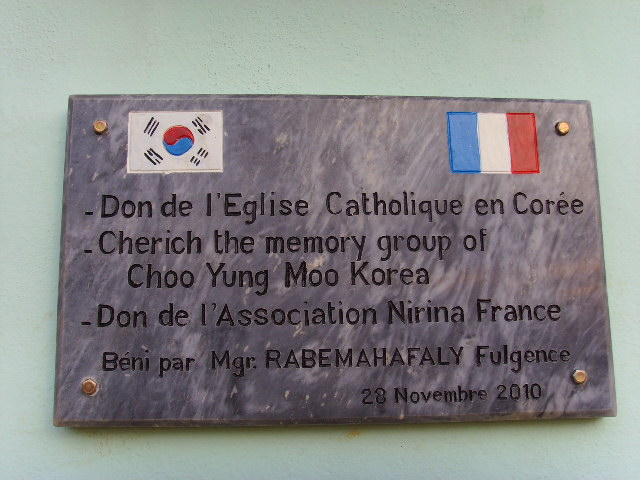 - Don de l'Eglise Catholique en Corée
- Cherich the memory group of
Choo Yung Moo Korea
- Don de l'Association Nirina France
Béni par Mgr. RABEMAHAFALY Fulgence
28 Novembre 2010